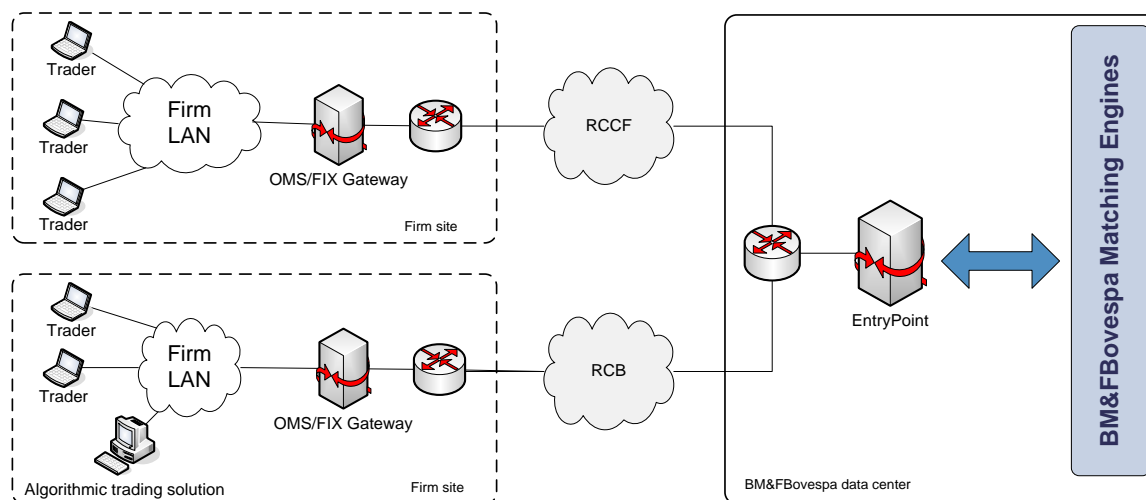 Trader
Trader
Trader
Firm
LAN
OMS/FIX Gateway
Firm site
RCCF
Trader
Trader
Firm
LAN
Algorithmic trading solution
OMS/FIX Gateway
Firm site
RCB
EntryPoint
BM&FBovespa data center
BM&FBovespa Matching Engines